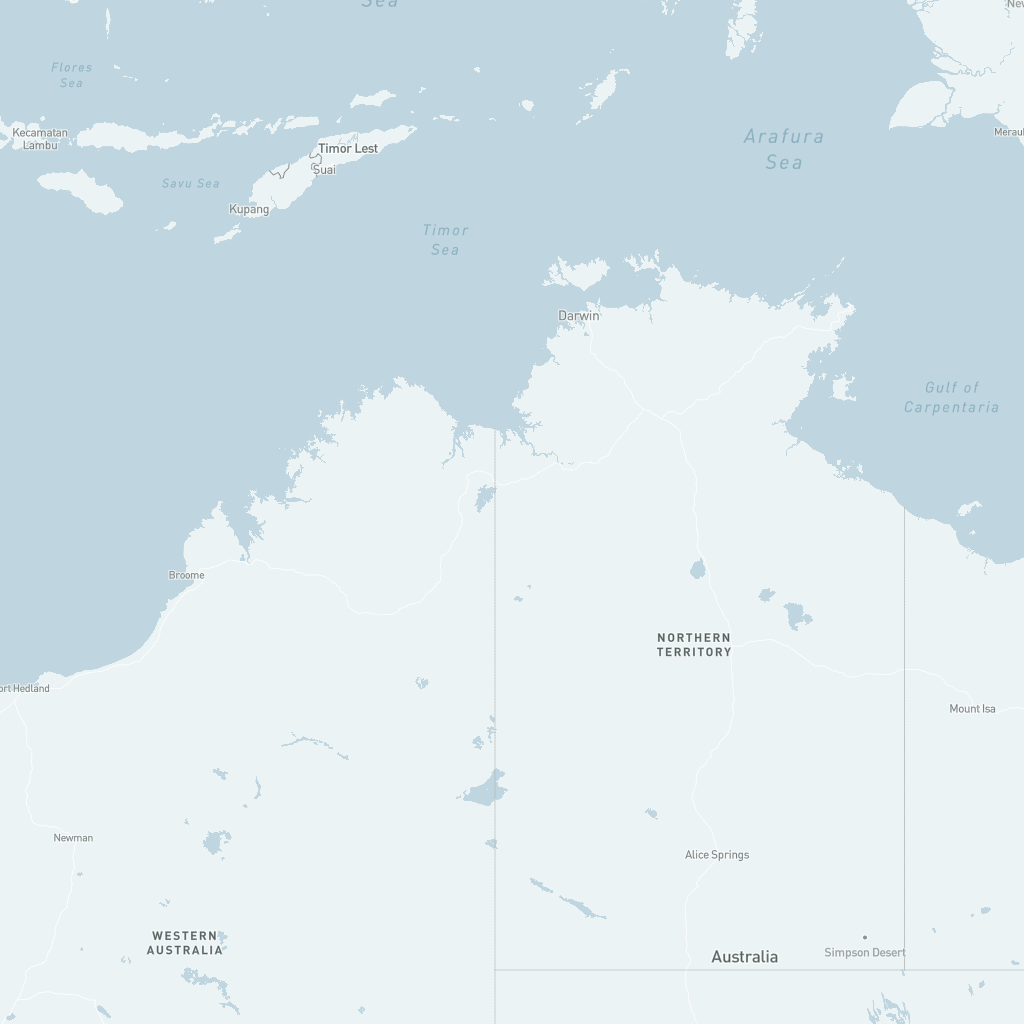 Sea
New
Flores
Sea
Kecamatan
Lambu
Arafura
Sea
Timor Lest
Suai
Savu Sea
Kupang
Timor
Sea
Darwin
Gulf of
Carpentaria
Broome
NORTHERN
TERRITORY
ort Hedland
Mount Isa
Newman
Alice Springs
WESTERN
AUSTRALIA
Australia
Simpson Desert